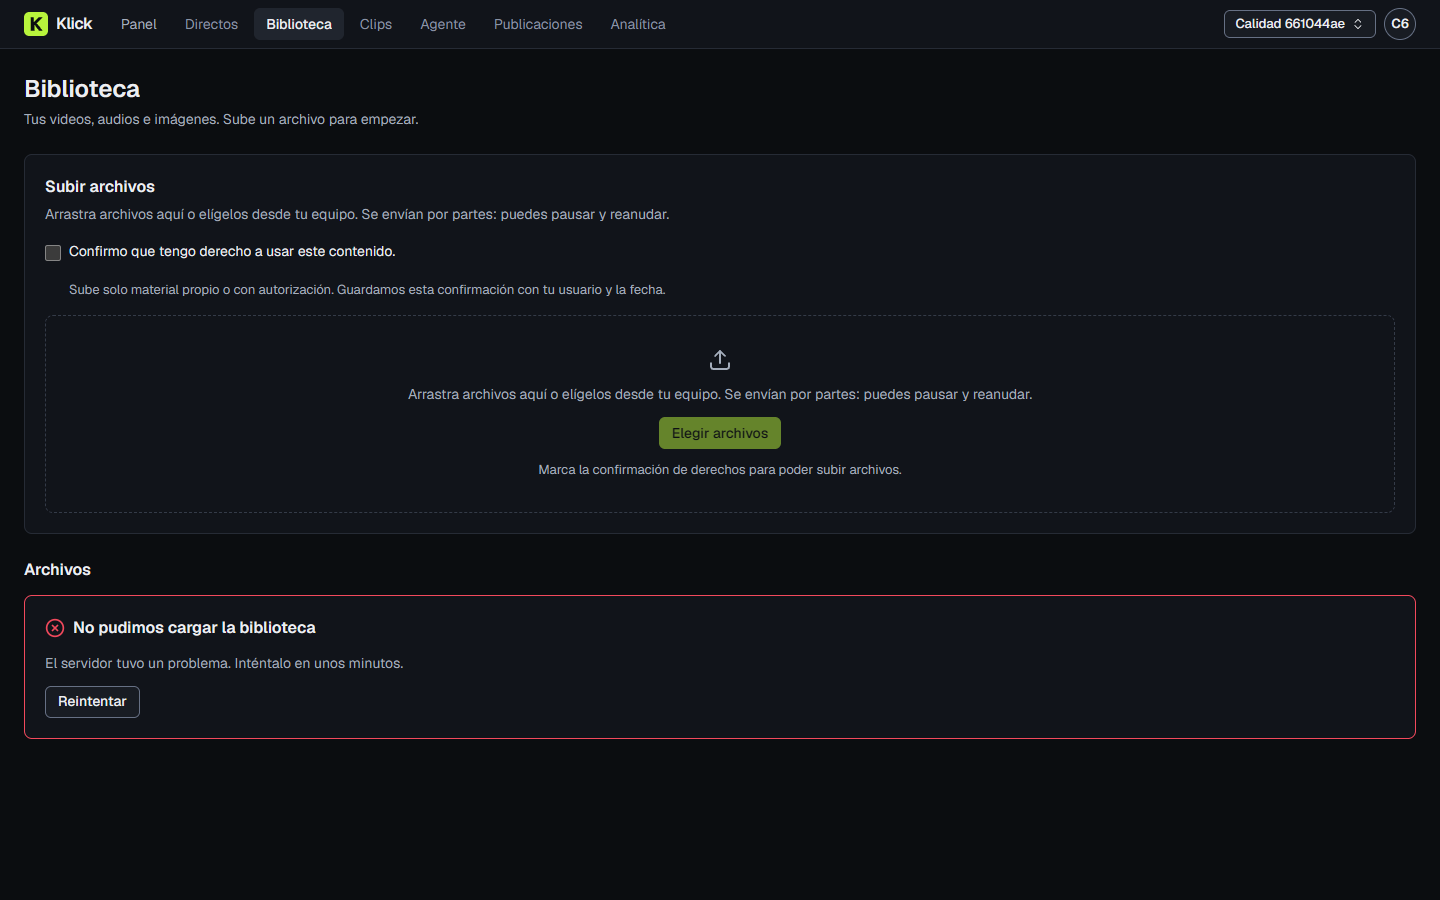 Klick
Panel
Directos
Biblioteca
Clips
Agente
Publicaciones
Analítica
Calidad 661044ae
C6
Biblioteca
Tus videos, audios e imágenes. Sube un archivo para empezar.
Subir archivos
Arrastra archivos aquí o elígelos desde tu equipo. Se envían por partes: puedes pausar y reanudar.
Confirmo que tengo derecho a usar este contenido.
Sube solo material propio o con autorización. Guardamos esta confirmación con tu usuario y la fecha.
Arrastra archivos aquí o elígelos desde tu equipo. Se envían por partes: puedes pausar y reanudar.
Elegir archivos
Marca la confirmación de derechos para poder subir archivos.
Archivos
No pudimos cargar la biblioteca
El servidor tuvo un problema. Inténtalo en unos minutos.
Reintentar